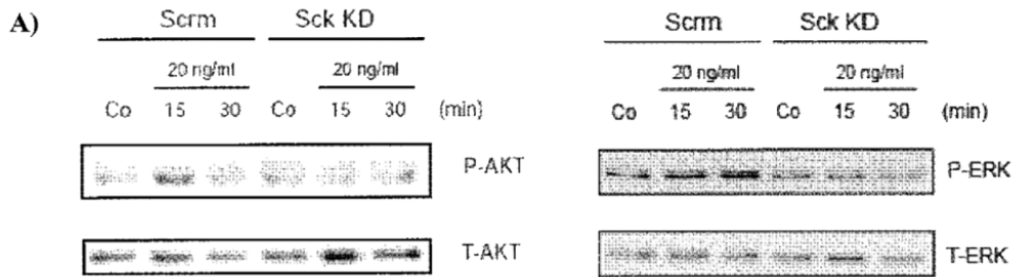 A)
Scrm Sck KD Scrm Sck KD
20 ng/ml 20 ng/ml 20 ng/ml 20 ng/ml
Co 15 30 Co 15 30 (min) Co 15 30 Co 15 30 (min)
P-AKT P-ERK
T-AKT T-ERK